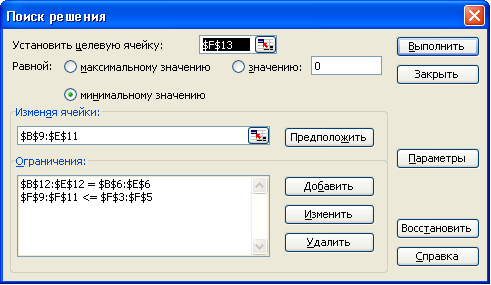 Поиск решения
Установить целевую ячейку: $F$13
Выполнить
Равной: максимальному значению значению: 0
Закрыть
минимальному значению
Изменяя ячейки:
$B$9:$E$11 Предположить
Ограничения:
Параметры
$B$12:$E$12 = $B$6:$E$6
$F$9:$F$11 <= $F$3:$F$5
Добавить
Изменить
Восстановить
Удалить
Справка